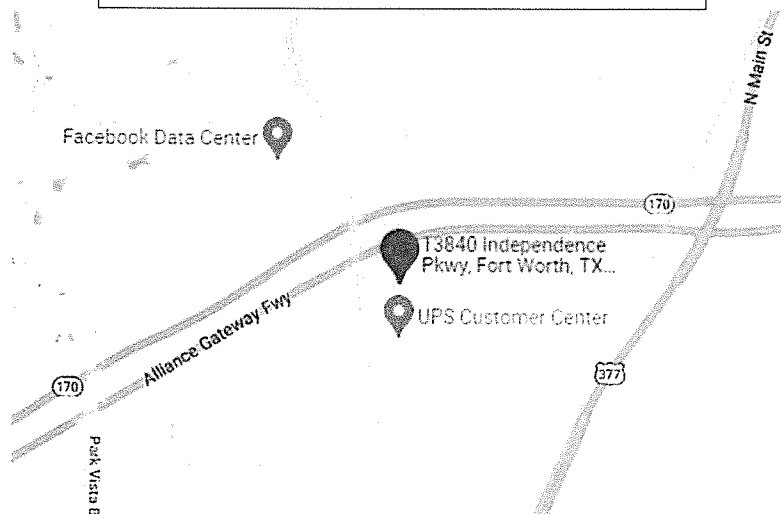 N Main St
Facebook Data Center
170
13840 Independence
Pkwy, Fort Worth, TX...
UPS Customer Center
Alliance Gateway Fwy
377
170
Park Vista B